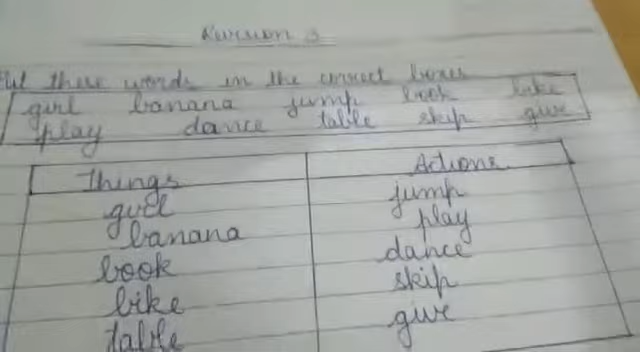 Revision 3
Put these words in the correct boxes
girl banana jump book bike
play dance table skip give
Things Actions
girl jump
banana play
book dance
bike skip
table give